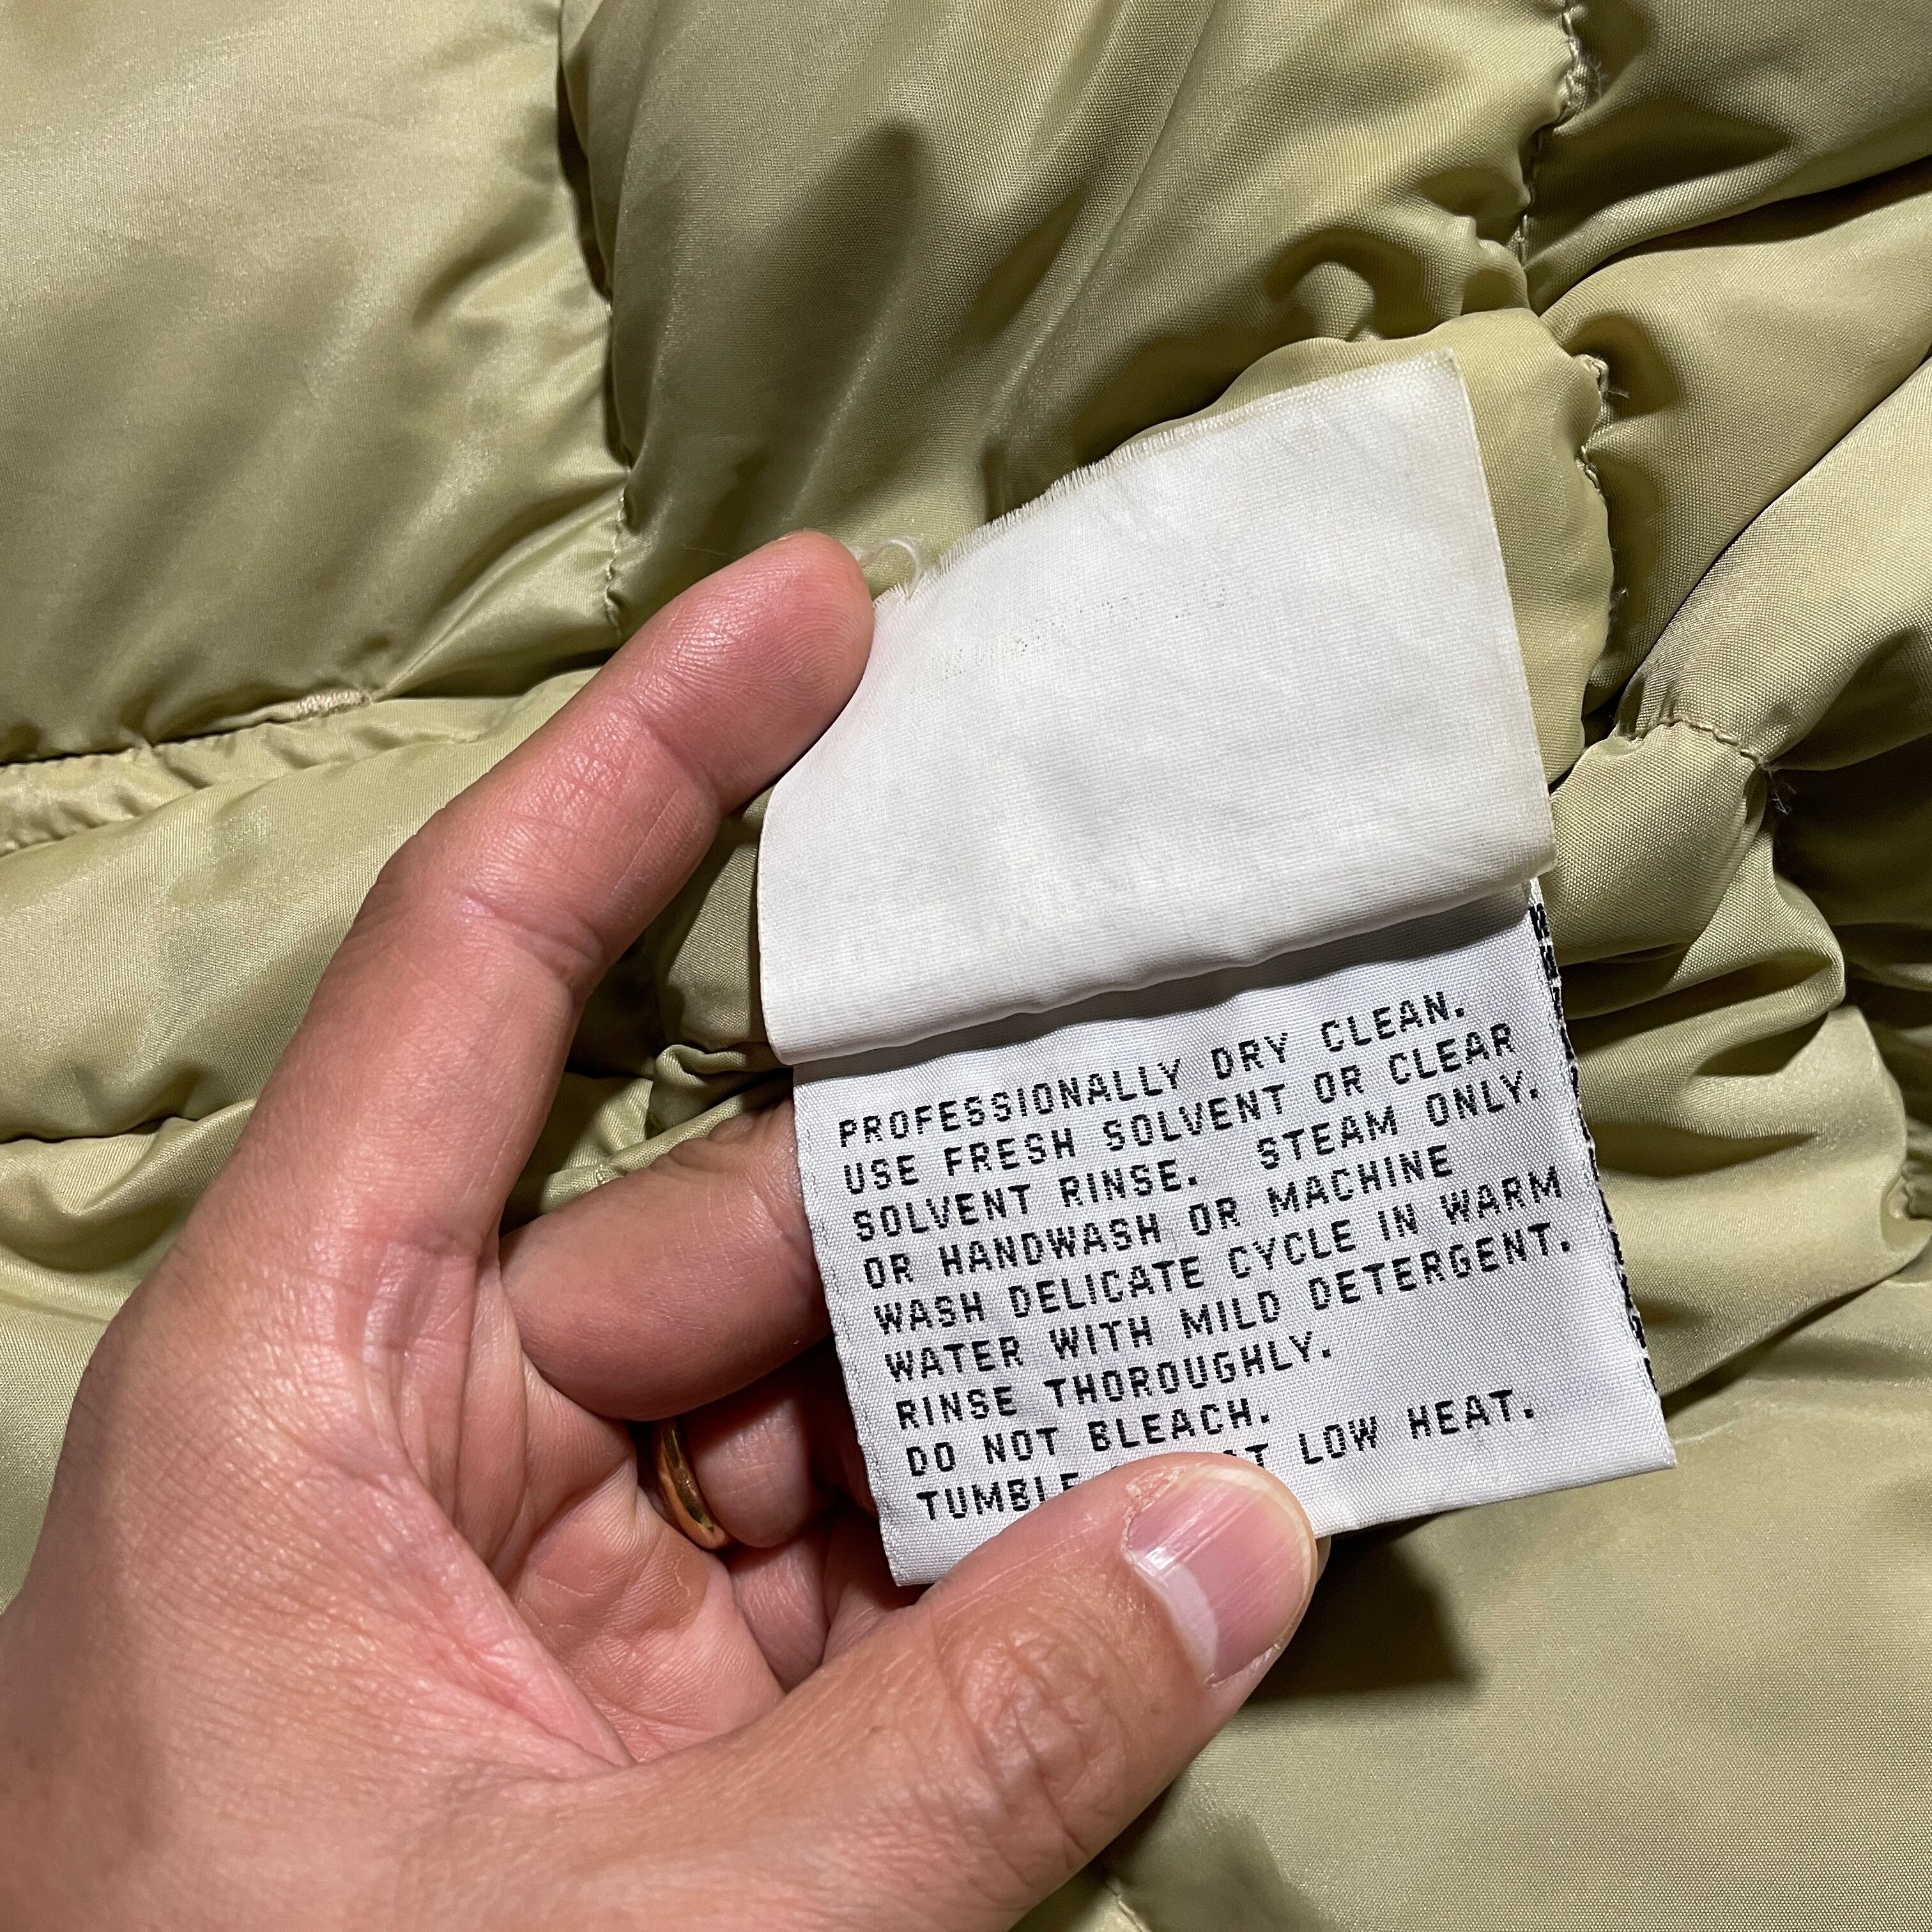 PROFESSIONALLY DRY CLEAN.
USE FRESH SOLVENT OR CLEAR
SOLVENT RINSE. STEAM ONLY.
OR HANDWASH OR MACHINE
WASH DELICATE CYCLE IN WARM
WATER WITH MILD DETERGENT.
RINSE THOROUGHLY.
DO NOT BLEACH.
TUMBLE LOW HEAT.